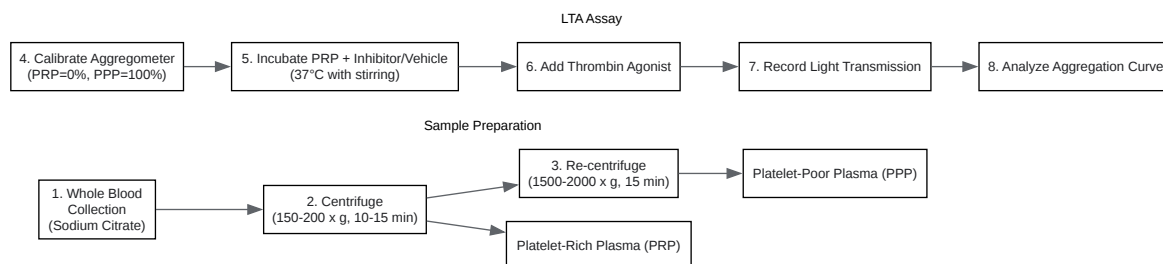 LTA Assay
4. Calibrate Aggregometer
(PRP=0%, PPP=100%)
5. Incubate PRP + Inhibitor/Vehicle
(37°C with stirring)
6. Add Thrombin Agonist
7. Record Light Transmission
8. Analyze Aggregation Curve
Sample Preparation
1. Whole Blood
Collection
(Sodium Citrate)
2. Centrifuge
(150-200 x g, 10-15 min)
3. Re-centrifuge
(1500-2000 x g, 15 min)
Platelet-Poor Plasma (PPP)
Platelet-Rich Plasma (PRP)